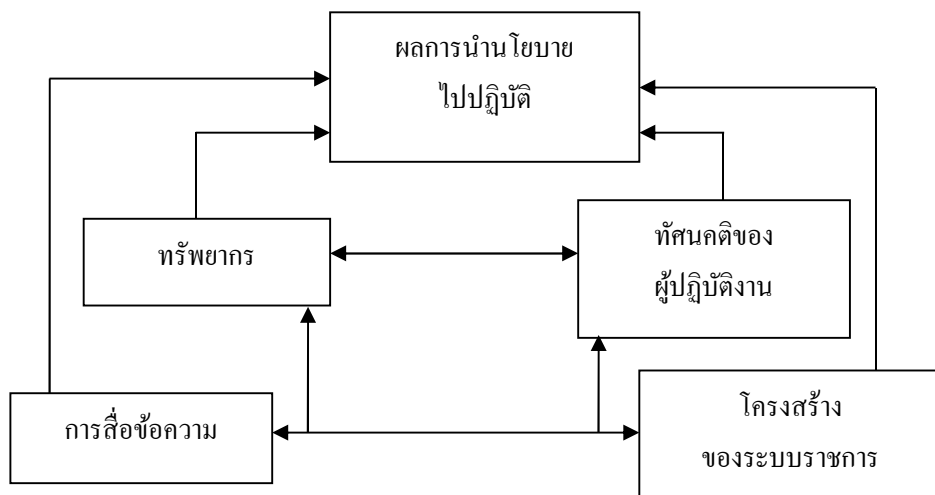 ผลการนำนโยบาย
ไปปฏิบัติ
ทรัพยากร
ทัศนคติของ
ผู้ปฏิบัติงาน
การสื่อข้อความ
โครงสร้าง
ของระบบราชการ